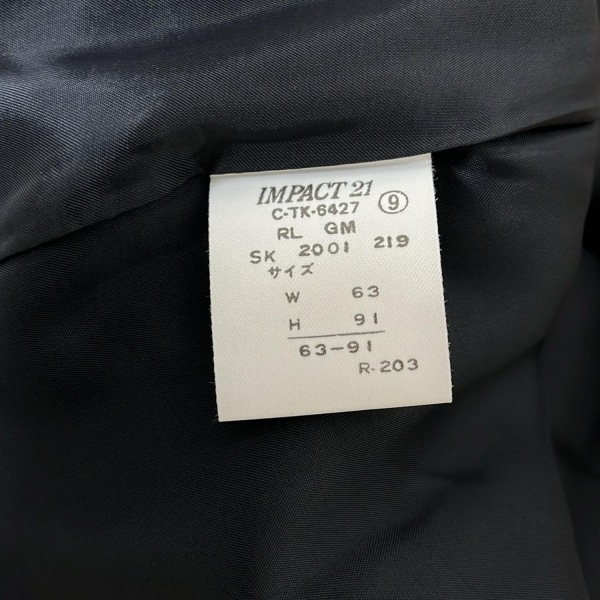 IMPACT 21
C-TK-6427 ⑨
RL GM
SK 2001 219
サイズ
W 63
H 91
63-91
R-203